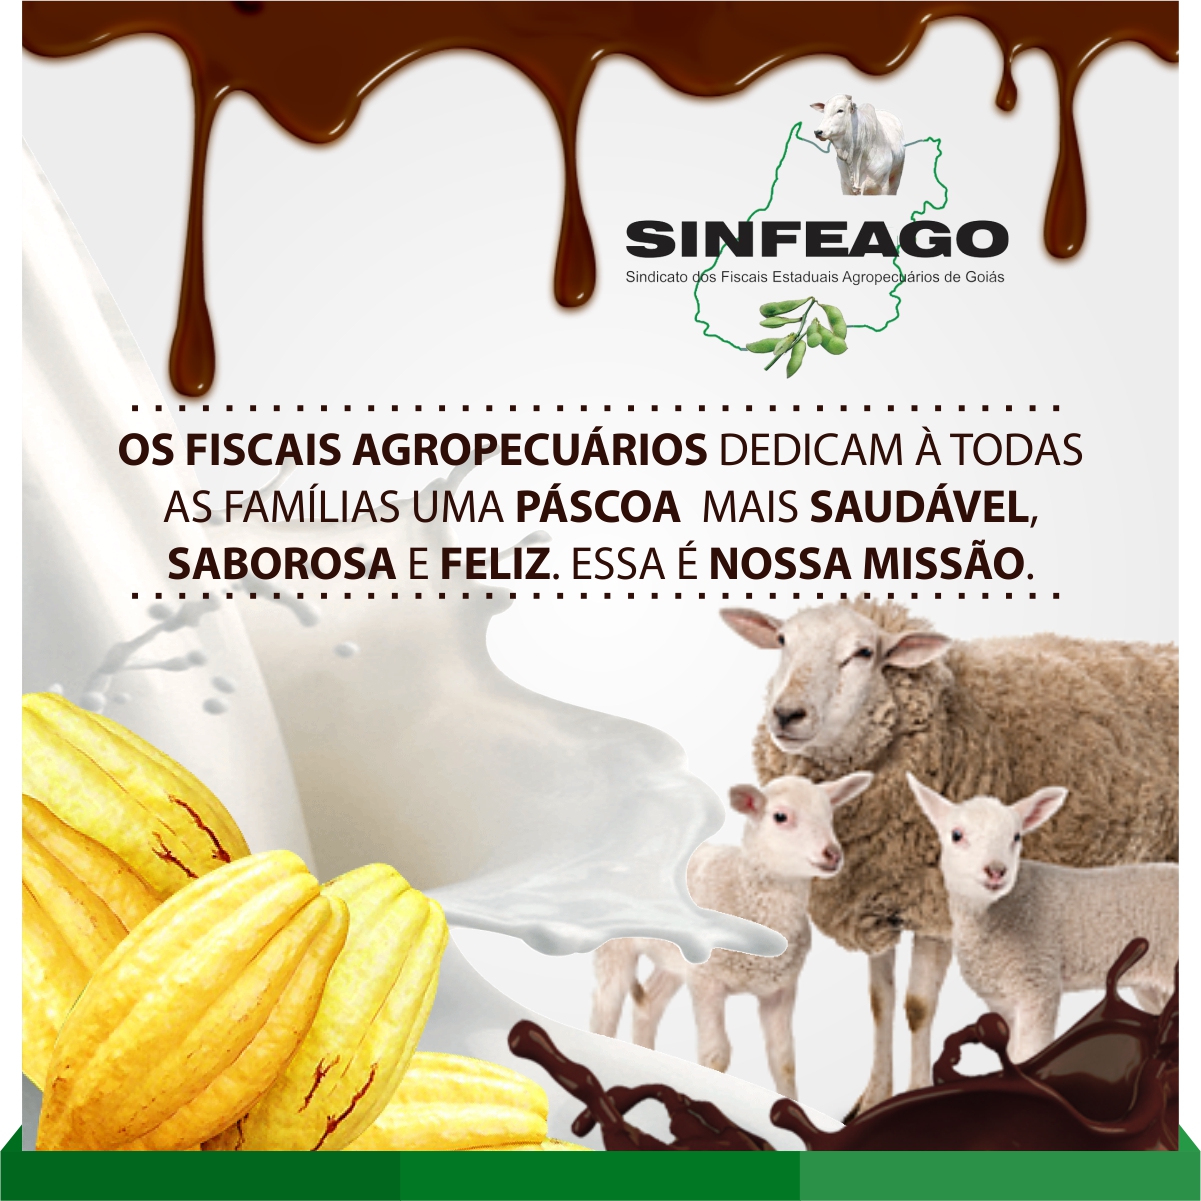 SINFEAGO
Sindicato dos Fiscais Estaduais Agropecuários de Goiás
OS FISCAIS AGROPECUÁRIOS DEDICAM À TODAS
AS FAMÍLIAS UMA PÁSCOA MAIS SAUDÁVEL,
SABOROSA E FELIZ. ESSA É NOSSA MISSÃO.